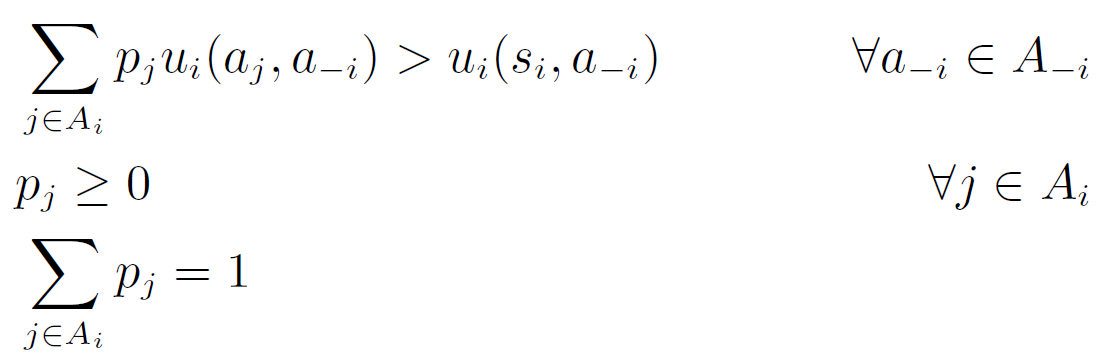 ∑_{j∈A_i} p_j u_i(a_j, a_{−i}) > u_i(s_i, a_{−i}) ∀a_{−i} ∈ A_{−i}
p_j ≥ 0 ∀j ∈ A_i
∑_{j∈A_i} p_j = 1